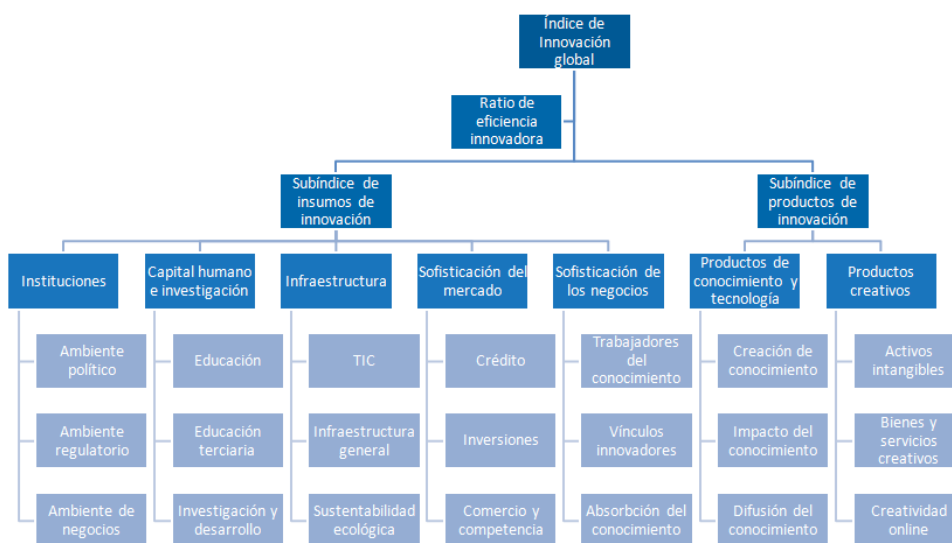 Índice de
Innovación
global
Ratio de
eficiencia
innovadora
Subíndice de
insumos de
innovación
Subíndice de
productos de
innovación
Instituciones
Capital humano
e investigación
Infraestructura
Sofisticación del
mercado
Sofisticación de
los negocios
Productos de
conocimiento y
tecnología
Productos
creativos
Ambiente
político
Educación
TIC
Crédito
Trabajadores
del
conocimiento
Creación de
conocimiento
Activos
intangibles
Ambiente
regulatorio
Educación
terciaria
Infraestructura
general
Inversiones
Vínculos
innovadores
Impacto del
conocimiento
Bienes y
servicios
creativos
Ambiente de
negocios
Investigación y
desarrollo
Sustentabilidad
ecológica
Comercio y
competencia
Absorbción del
conocimiento
Difusión del
conocimiento
Creatividad
online